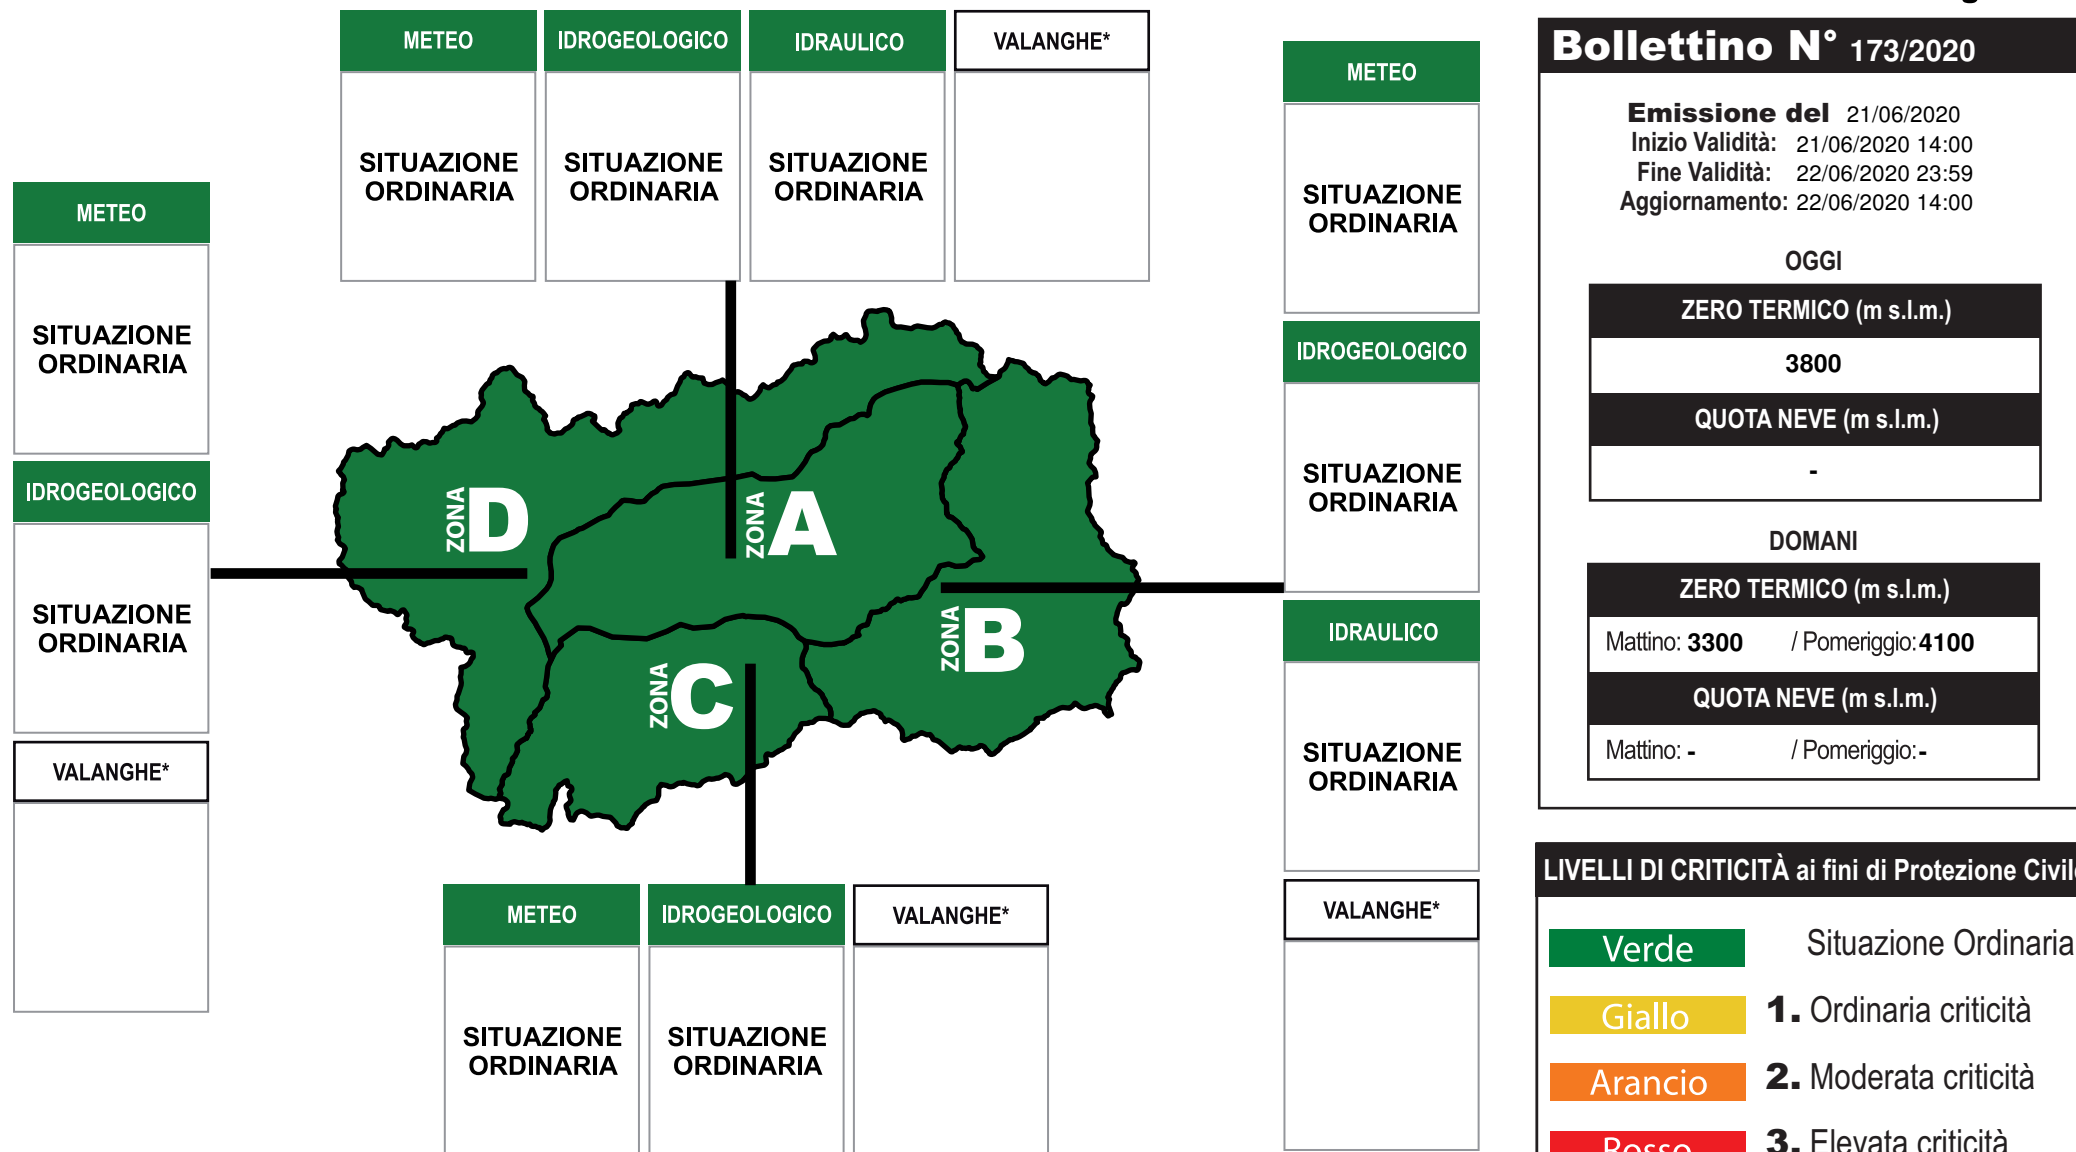 METEO
IDROGEOLOGICO
IDRAULICO
VALANGHE*
SITUAZIONE
ORDINARIA
SITUAZIONE
ORDINARIA
SITUAZIONE
ORDINARIA
METEO
SITUAZIONE
ORDINARIA
IDROGEOLOGICO
SITUAZIONE
ORDINARIA
VALANGHE*
ZONA D
ZONA A
ZONA B
ZONA C
METEO
SITUAZIONE
ORDINARIA
IDROGEOLOGICO
SITUAZIONE
ORDINARIA
IDRAULICO
SITUAZIONE
ORDINARIA
VALANGHE*
METEO
IDROGEOLOGICO
VALANGHE*
SITUAZIONE
ORDINARIA
SITUAZIONE
ORDINARIA
Bollettino N° 173/2020
Emissione del 21/06/2020
Inizio Validità: 21/06/2020 14:00
Fine Validità: 22/06/2020 23:59
Aggiornamento: 22/06/2020 14:00
OGGI
ZERO TERMICO (m s.l.m.)
3800
QUOTA NEVE (m s.l.m.)
-
DOMANI
ZERO TERMICO (m s.l.m.)
Mattino: 3300 / Pomeriggio: 4100
QUOTA NEVE (m s.l.m.)
Mattino: - / Pomeriggio: -
LIVELLI DI CRITICITÀ ai fini di Protezione Civile
Verde Situazione Ordinaria
Giallo 1. Ordinaria criticità
Arancio 2. Moderata criticità
Rosso 3. Elevata criticità